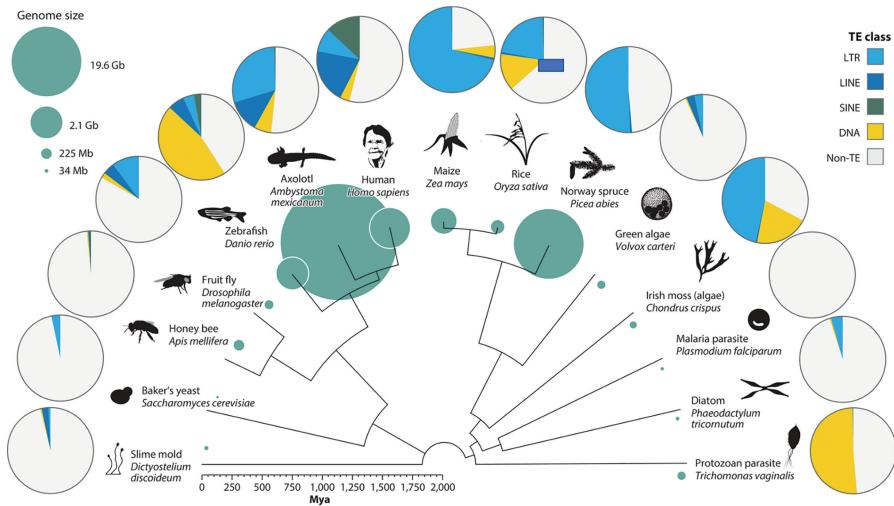 Genome size
19.6 Gb
2.1 Gb
225 Mb
34 Mb
TE class
LTR
LINE
SINE
DNA
Non-TE
Axolotl
Ambystoma
mexicanum
Human
Homo sapiens
Maize
Zea mays
Rice
Oryza sativa
Norway spruce
Picea abies
Zebrafish
Danio rerio
Green algae
Volvox carteri
Fruit fly
Drosophila
melanogaster
Irish moss (algae)
Chondrus crispus
Honey bee
Apis mellifera
Malaria parasite
Plasmodium falciparum
Baker's yeast
Saccharomyces cerevisiae
Diatom
Phaeodactylum
tricornutum
Slime mold
Dictyostelium
discoideum
Protozoan parasite
Trichomonas vaginalis
0 250 500 750 1,000 1,250 1,500 1,750 2,000
Mya